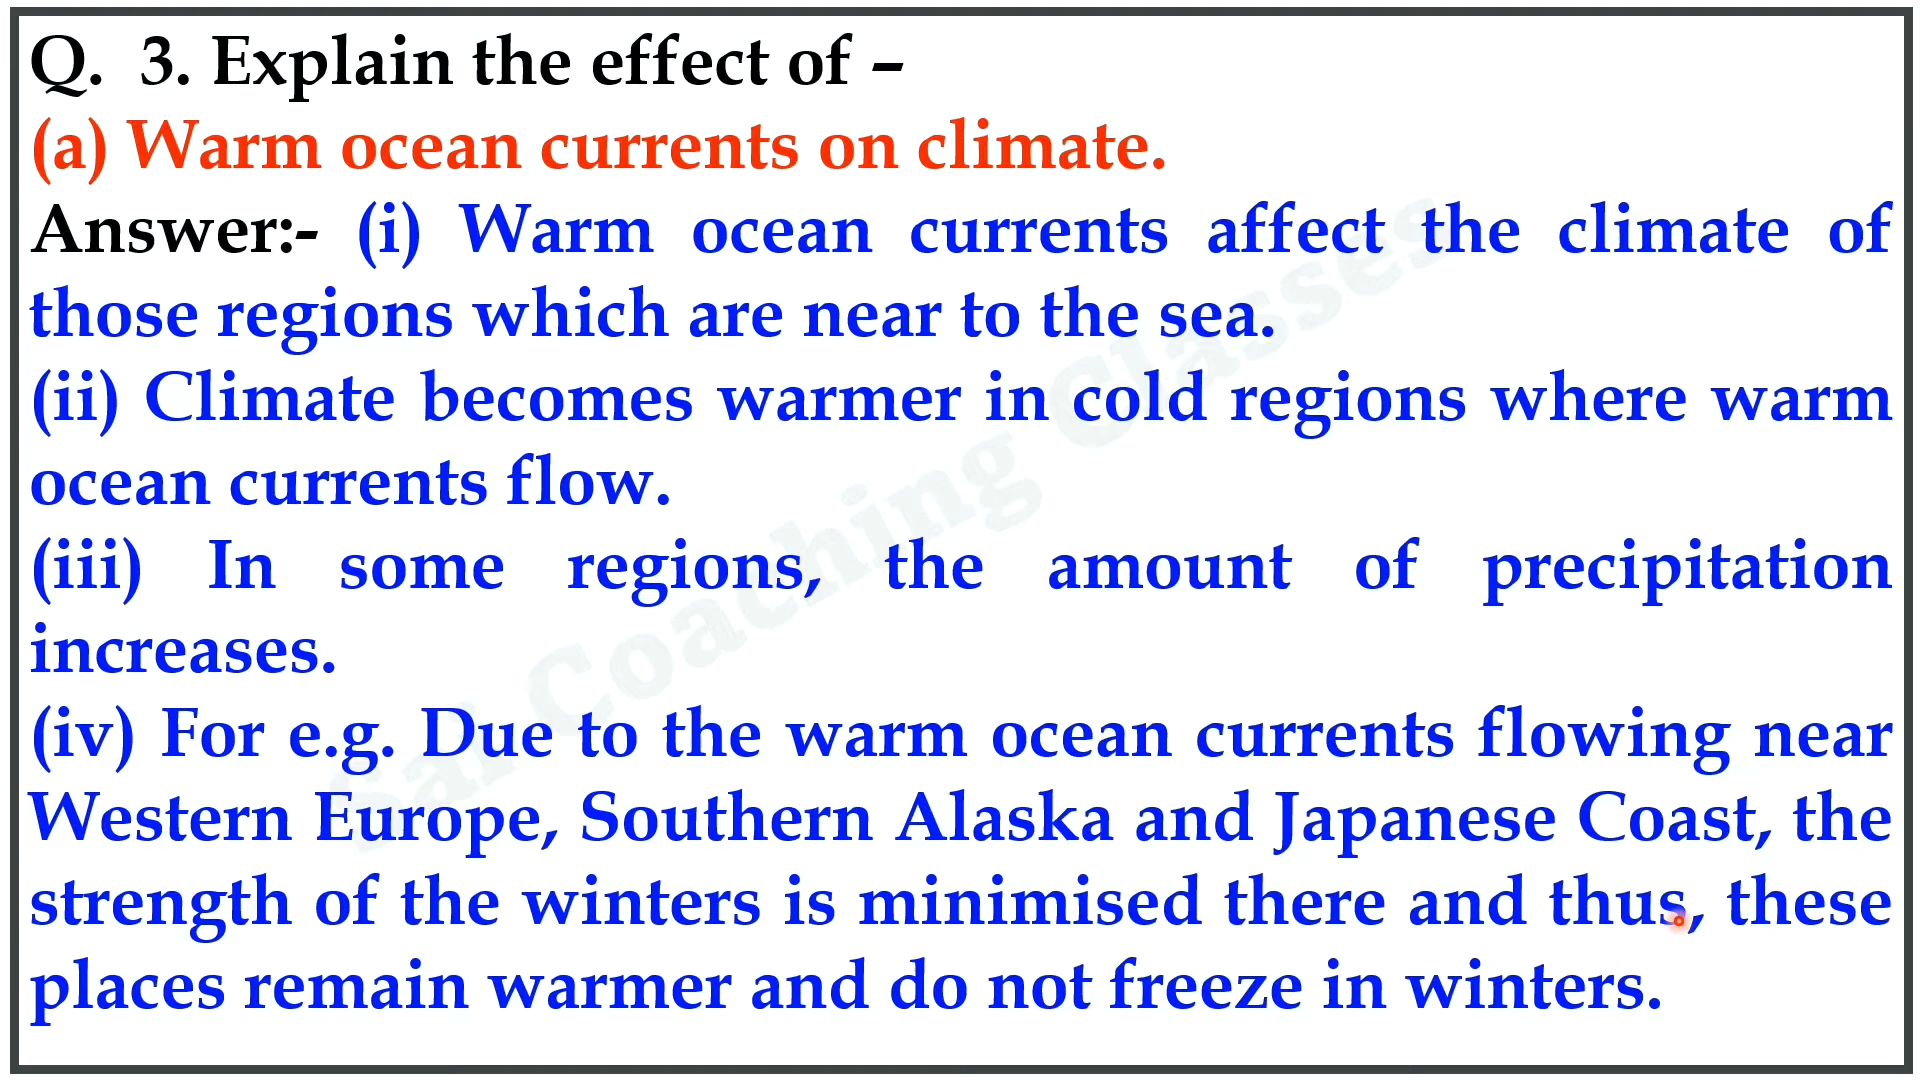 Q. 3. Explain the effect of –
(a) Warm ocean currents on climate.
Answer:- (i) Warm ocean currents affect the climate of
those regions which are near to the sea.
(ii) Climate becomes warmer in cold regions where warm
ocean currents flow.
(iii) In some regions, the amount of precipitation
increases.
(iv) For e.g. Due to the warm ocean currents flowing near
Western Europe, Southern Alaska and Japanese Coast, the
strength of the winters is minimised there and thus, these
places remain warmer and do not freeze in winters.
Sai Coaching Classes